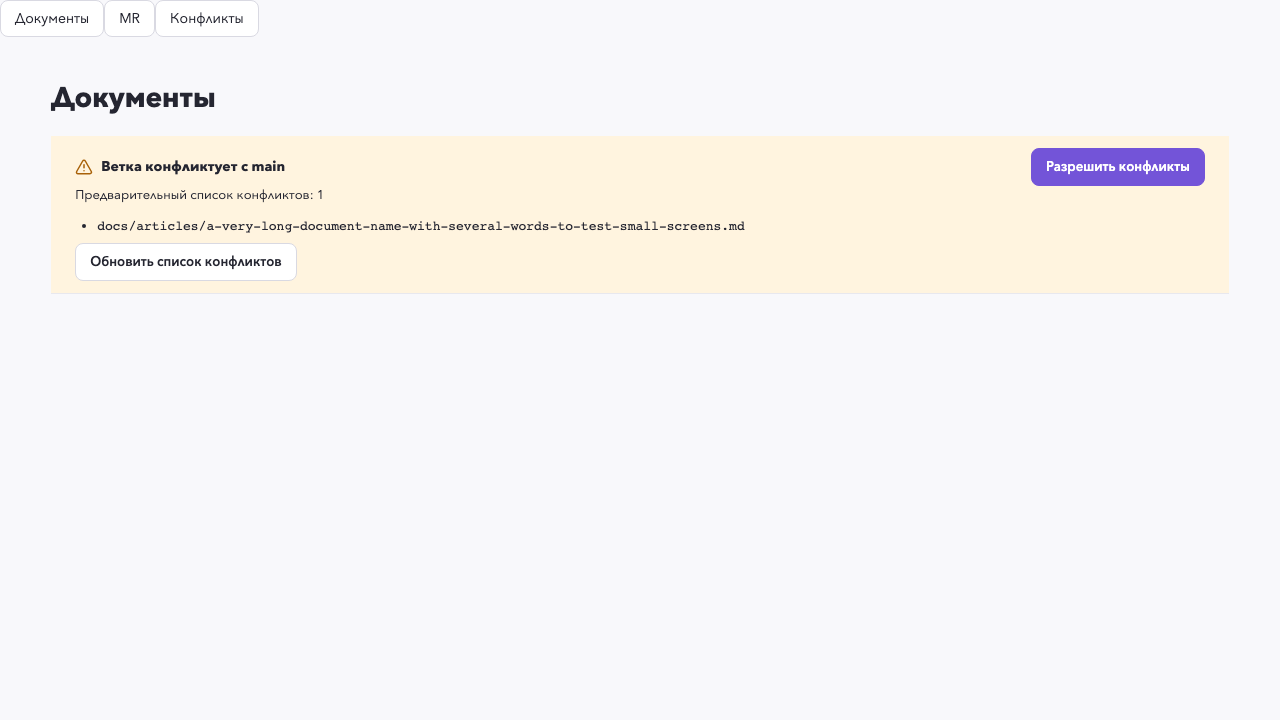 Документы MR Конфликты
Документы
Ветка конфликтует с main
Разрешить конфликты
Предварительный список конфликтов: 1
• docs/articles/a-very-long-document-name-with-several-words-to-test-small-screens.md
Обновить список конфликтов